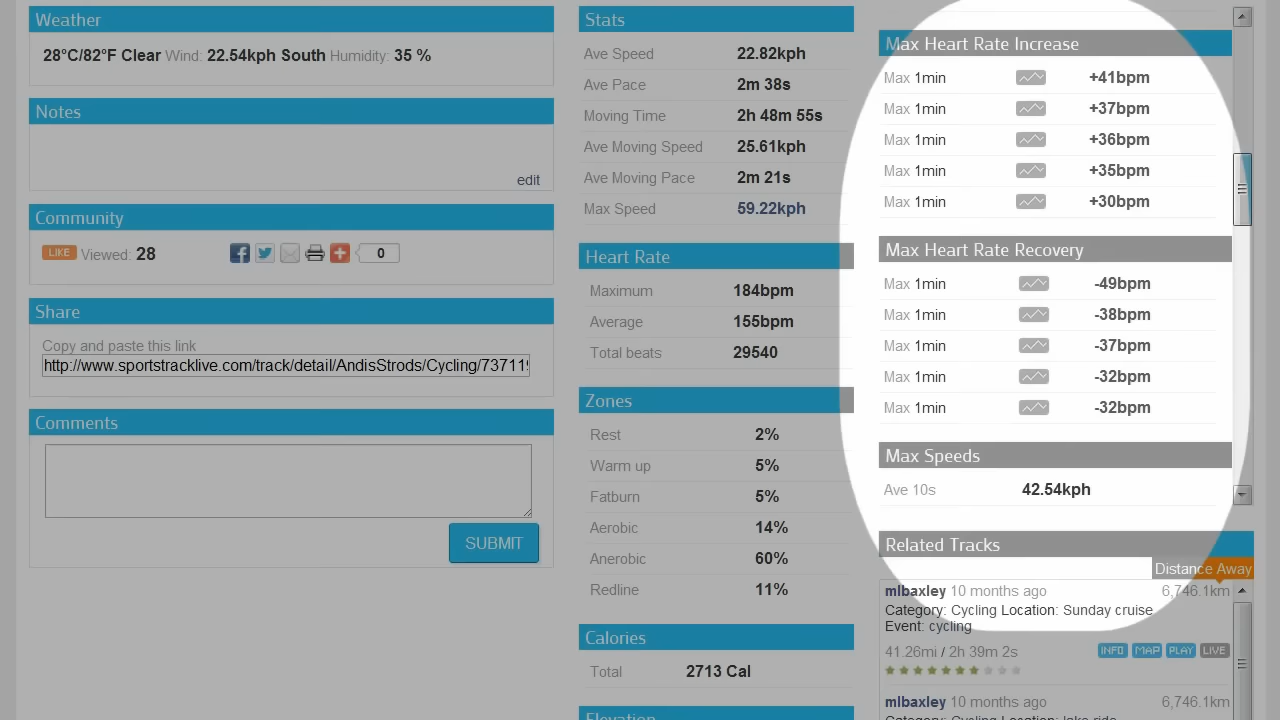 Weather
28°C/82°F Clear Wind: 22.54kph South Humidity: 35 %
Notes
edit
Community
LIKE Viewed: 28 0
Share
Copy and paste this link
http://www.sportstracklive.com/track/detail/AndisStrods/Cycling/73711
Comments
SUBMIT
Stats
Ave Speed 22.82kph
Ave Pace 2m 38s
Moving Time 2h 48m 55s
Ave Moving Speed 25.61kph
Ave Moving Pace 2m 21s
Max Speed 59.22kph
Heart Rate
Maximum 184bpm
Average 155bpm
Total beats 29540
Zones
Rest 2%
Warm up 5%
Fatburn 5%
Aerobic 14%
Anerobic 60%
Redline 11%
Calories
Total 2713 Cal
Elevation
Max Heart Rate Increase
Max 1min +41bpm
Max 1min +37bpm
Max 1min +36bpm
Max 1min +35bpm
Max 1min +30bpm
Max Heart Rate Recovery
Max 1min -49bpm
Max 1min -38bpm
Max 1min -37bpm
Max 1min -32bpm
Max 1min -32bpm
Max Speeds
Ave 10s 42.54kph
Related Tracks
Distance Away
mlbaxley 10 months ago 6,746.1km
Category: Cycling Location: Sunday cruise
Event: cycling
41.26mi / 2h 39m 2s INFO MAP PLAY LIVE
mlbaxley 10 months ago 6,746.1km
Category: Cycling Location: lake ride